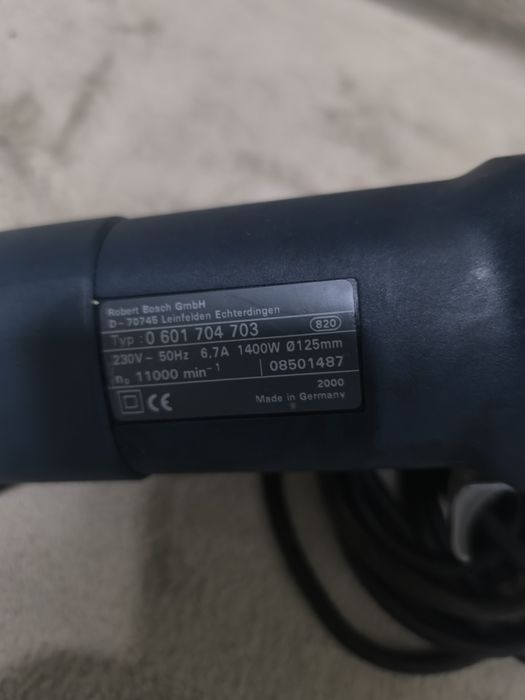 Robert Bosch GmbH
D-70745 Leinfelden Echterdingen
Typ: 0 601 704 703 820
230V~ 50Hz 6,7A 1400W Ø125mm
n₀ 11000 min⁻¹ 08501487
2000
CE Made in Germany